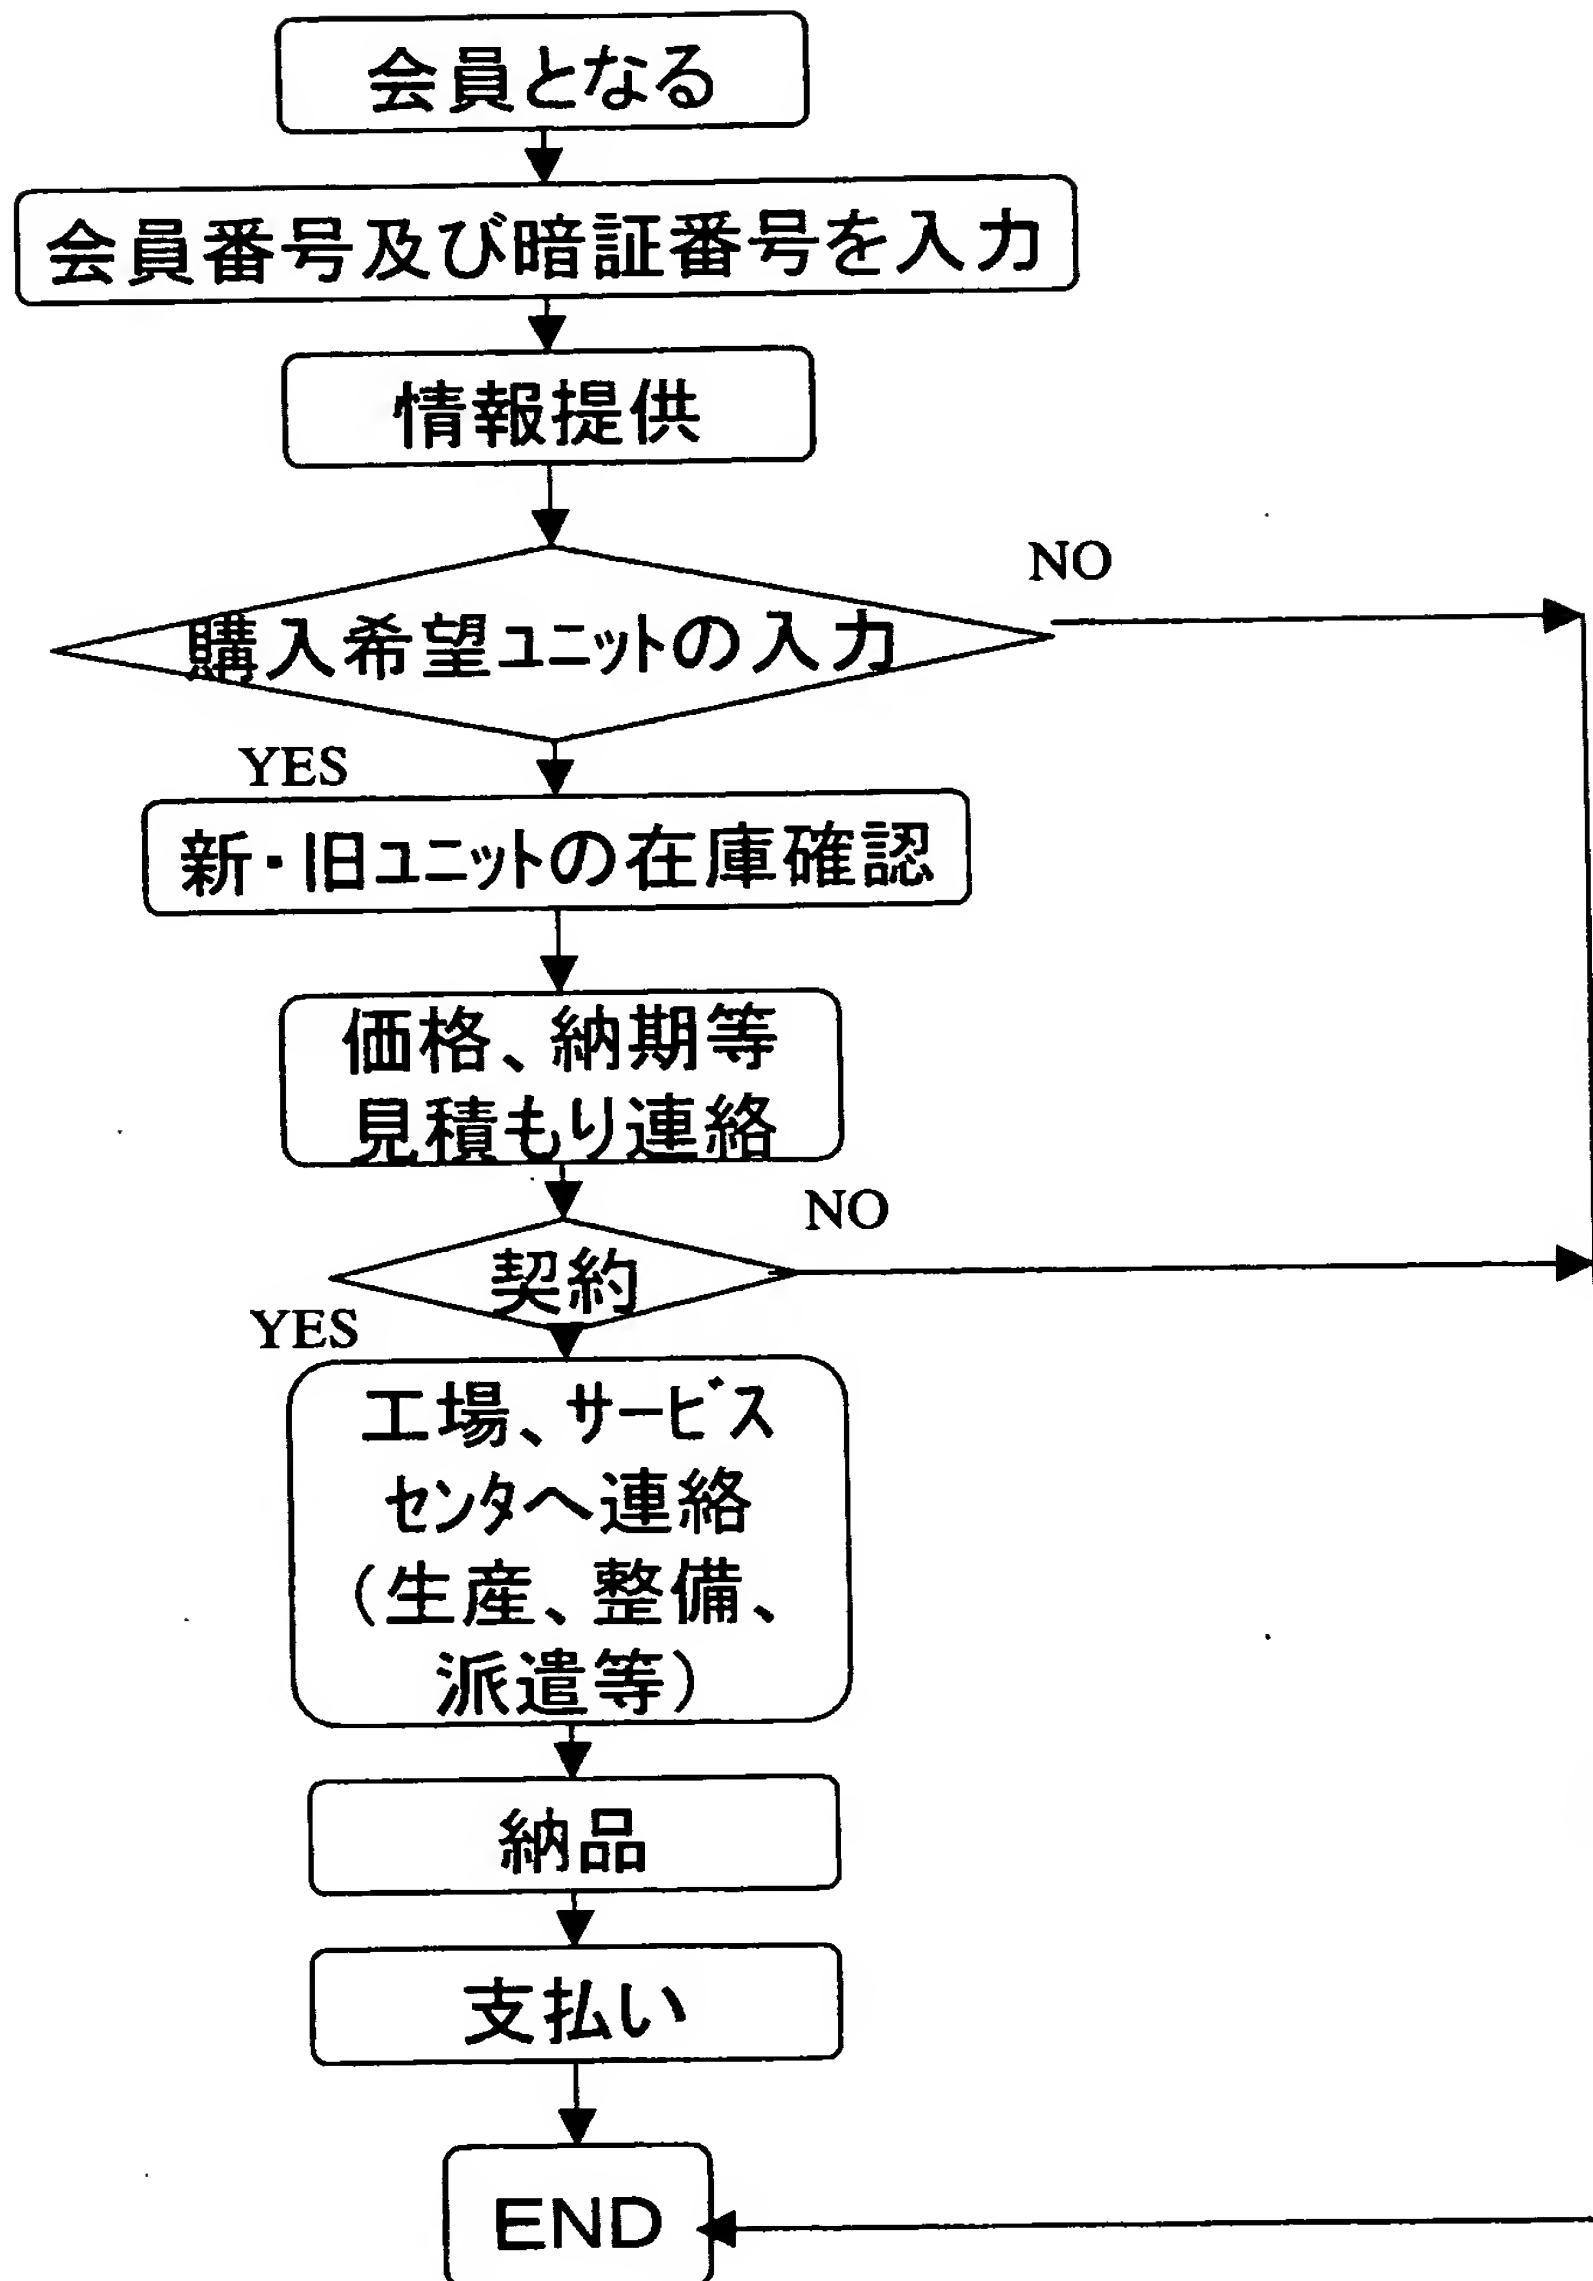 会員となる
会員番号及び暗証番号を入力
情報提供
NO
購入希望ユニットの入力
YES
新・旧ユニットの在庫確認
価格、納期等
見積もり連絡
NO
契約
YES
工場、サービス
センタへ連絡
(生産、整備、
派遣等)
納品
支払い
END